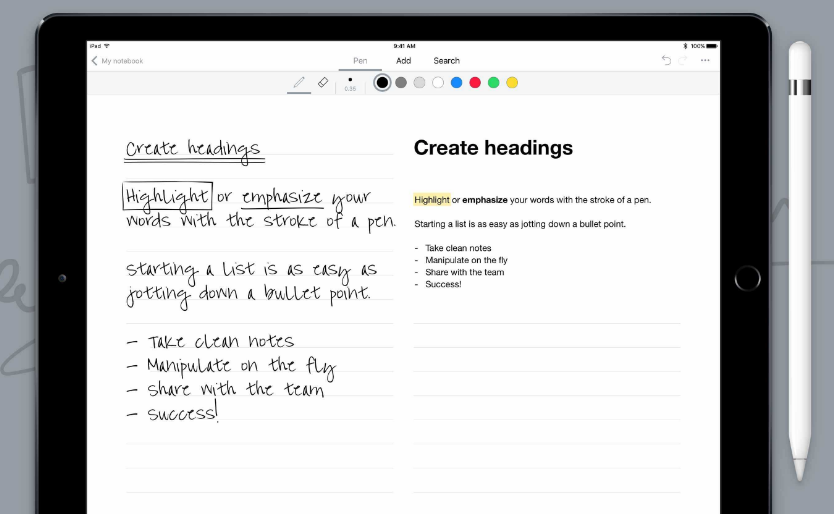 iPad
9:41 AM
100%
My notebook
Pen
Add
Search
0.35
Create headings
Highlight or emphasize your
words with the stroke of a pen.
Starting a list is as easy as
jotting down a bullet point.
- Take clean notes
- Manipulate on the fly
- Share with the team
- Success!
Create headings
Highlight or emphasize your words with the stroke of a pen.
Starting a list is as easy as jotting down a bullet point.
- Take clean notes
- Manipulate on the fly
- Share with the team
- Success!